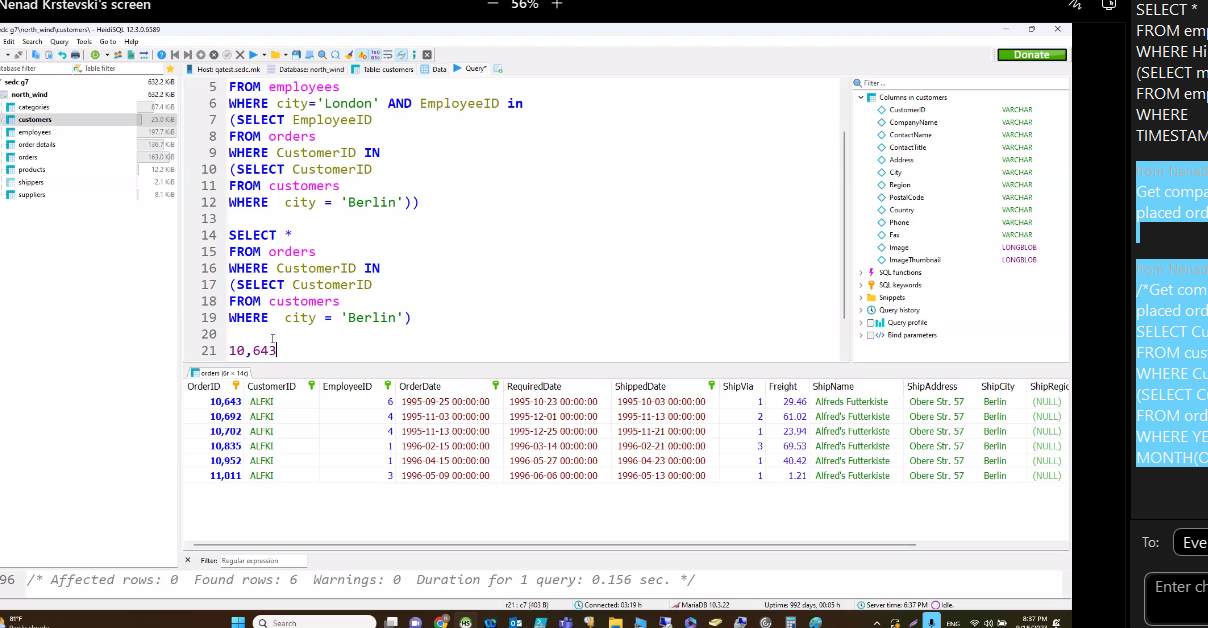 Nenad Krstevski's screen
56%
edc g7\north_wind\customers\ - HeidiSQL 12.3.0.6589
Edit Search Query Tools Go to Help
Donate
abase filter
Table filter
Host: qatest.sedc.mk
Database: north_wind
Table: customers
Data
Query*
sedc g7 632.2 KiB
north_wind 632.2 KiB
categories 87.4 KiB
customers 25.0 KiB
employees 197.7 KiB
order details 136.7 KiB
orders 163.0 KiB
products 12.2 KiB
shippers 2.1 KiB
suppliers 8.1 KiB
5 FROM employees
6 WHERE city='London' AND EmployeeID in
7 (SELECT EmployeeID
8 FROM orders
9 WHERE CustomerID IN
10 (SELECT CustomerID
11 FROM customers
12 WHERE city = 'Berlin'))
13
14 SELECT *
15 FROM orders
16 WHERE CustomerID IN
17 (SELECT CustomerID
18 FROM customers
19 WHERE city = 'Berlin')
20
21 10,643
Filter ...
Columns in customers
CustomerID VARCHAR
CompanyName VARCHAR
ContactName VARCHAR
ContactTitle VARCHAR
Address VARCHAR
City VARCHAR
Region VARCHAR
PostalCode VARCHAR
Country VARCHAR
Phone VARCHAR
Fax VARCHAR
Image LONGBLOB
ImageThumbnail LONGBLOB
SQL functions
SQL keywords
Snippets
Query history
Query profile
Bind parameters
orders (6r × 14c)
OrderID CustomerID EmployeeID OrderDate RequiredDate ShippedDate ShipVia Freight ShipName ShipAddress ShipCity ShipRegio
10,643 ALFKI 6 1995-09-25 00:00:00 1995-10-23 00:00:00 1995-10-03 00:00:00 1 29.46 Alfreds Futterkiste Obere Str. 57 Berlin (NULL)
10,692 ALFKI 4 1995-11-03 00:00:00 1995-12-01 00:00:00 1995-11-13 00:00:00 2 61.02 Alfred's Futterkiste Obere Str. 57 Berlin (NULL)
10,702 ALFKI 4 1995-11-13 00:00:00 1995-12-25 00:00:00 1995-11-21 00:00:00 1 23.94 Alfred's Futterkiste Obere Str. 57 Berlin (NULL)
10,835 ALFKI 1 1996-02-15 00:00:00 1996-03-14 00:00:00 1996-02-21 00:00:00 3 69.53 Alfred's Futterkiste Obere Str. 57 Berlin (NULL)
10,952 ALFKI 1 1996-04-15 00:00:00 1996-05-27 00:00:00 1996-04-23 00:00:00 1 40.42 Alfred's Futterkiste Obere Str. 57 Berlin (NULL)
11,011 ALFKI 3 1996-05-09 00:00:00 1996-06-06 00:00:00 1996-05-13 00:00:00 1 1.21 Alfred's Futterkiste Obere Str. 57 Berlin (NULL)
Filter: Regular expression
96 /* Affected rows: 0 Found rows: 6 Warnings: 0 Duration for 1 query: 0.156 sec. */
r21 : c7 (403 B) Connected: 03:19 h MariaDB 10.3.22 Uptime: 992 days, 00:05 h Server time: 6:37 PM Idle.
81°F
Search
ENG
8:37 PM
SELECT *
FROM emp
WHERE Hi
(SELECT m
FROM emp
WHERE
TIMESTAM
from Nenad
Get compa
placed ord
from Nenad
/*Get com
placed ord
SELECT Cu
FROM cus
WHERE Cu
(SELECT C
FROM ord
WHERE YE
MONTH(O
To: Eve
Enter ch